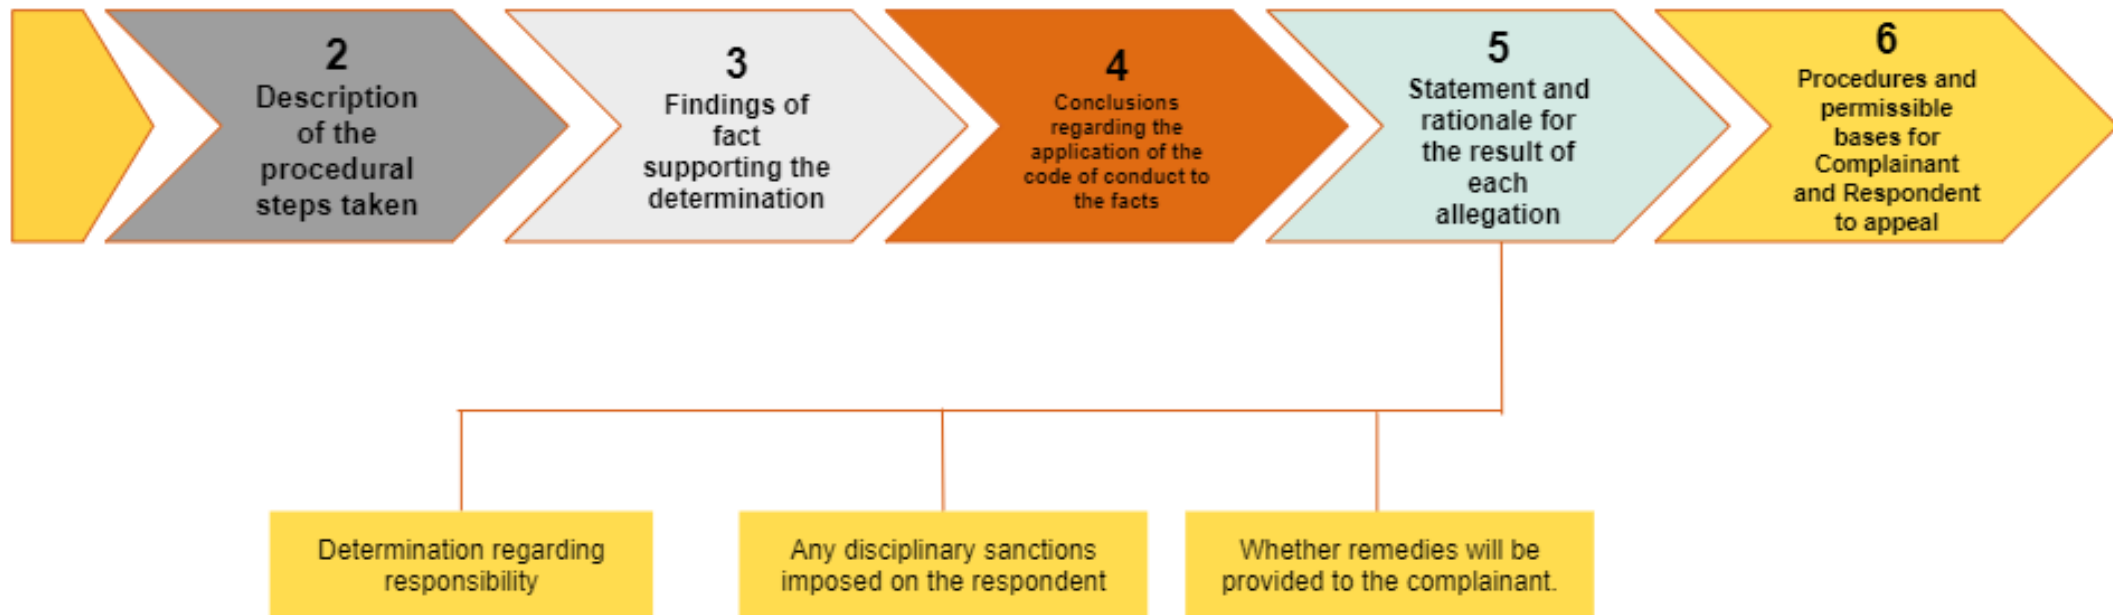 2
Description
of the
procedural
steps taken
3
Findings of
fact
supporting the
determination
4
Conclusions
regarding the
application of the
code of conduct to
the facts
5
Statement and
rationale for
the result of
each
allegation
6
Procedures and
permissible
bases for
Complainant
and Respondent
to appeal
Determination regarding
responsibility
Any disciplinary sanctions
imposed on the respondent
Whether remedies will be
provided to the complainant.